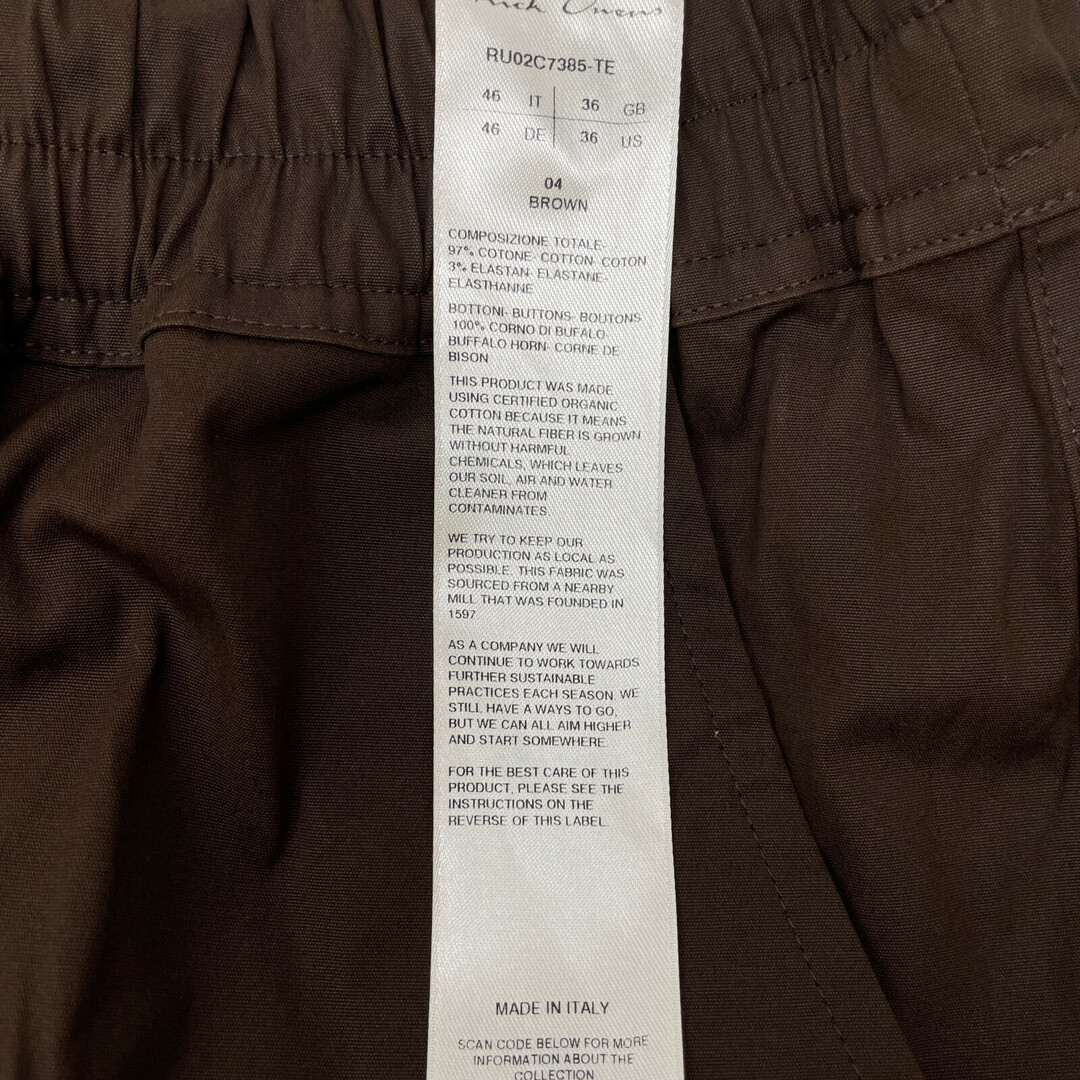 Rick Owens
RU02C7385-TE
46 IT 36 GB
46 DE 36 US
04
BROWN
COMPOSIZIONE TOTALE-
97% COTONE- COTTON- COTON
3% ELASTAN- ELASTANE-
ELASTHANNE
BOTTONI- BUTTONS- BOUTONS
100% CORNO DI BUFALO-
BUFFALO HORN- CORNE DE
BISON
THIS PRODUCT WAS MADE
USING CERTIFIED ORGANIC
COTTON BECAUSE IT MEANS
THE NATURAL FIBER IS GROWN
WITHOUT HARMFUL
CHEMICALS, WHICH LEAVES
OUR SOIL, AIR AND WATER
CLEANER FROM
CONTAMINATES.
WE TRY TO KEEP OUR
PRODUCTION AS LOCAL AS
POSSIBLE. THIS FABRIC WAS
SOURCED FROM A NEARBY
MILL THAT WAS FOUNDED IN
1597
AS A COMPANY WE WILL
CONTINUE TO WORK TOWARDS
FURTHER SUSTAINABLE
PRACTICES EACH SEASON. WE
STILL HAVE A WAYS TO GO,
BUT WE CAN ALL AIM HIGHER
AND START SOMEWHERE.
FOR THE BEST CARE OF THIS
PRODUCT, PLEASE SEE THE
INSTRUCTIONS ON THE
REVERSE OF THIS LABEL.
MADE IN ITALY
SCAN CODE BELOW FOR MORE
INFORMATION ABOUT THE
COLLECTION